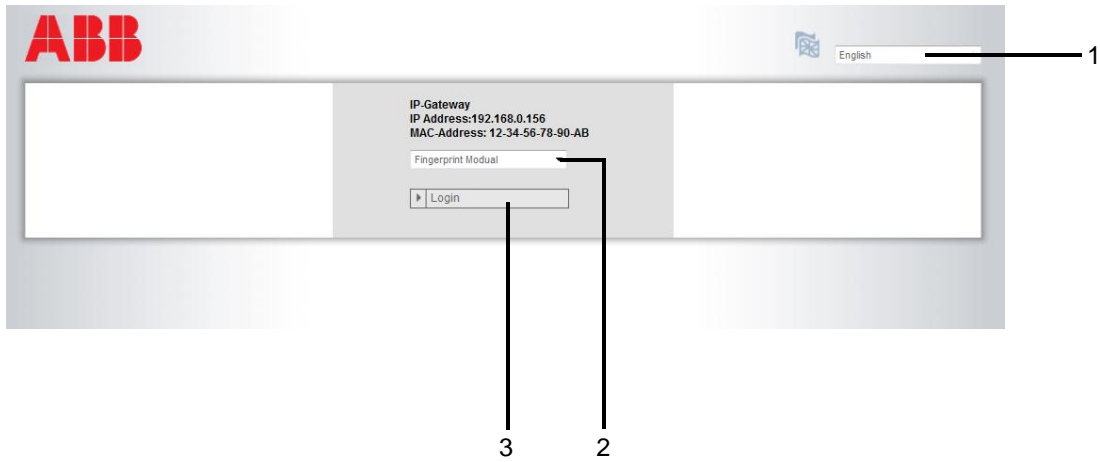 ABB
English
1
IP-Gateway
IP Address:192.168.0.156
MAC-Address: 12-34-56-78-90-AB
Fingerprint Modual
Login
3
2